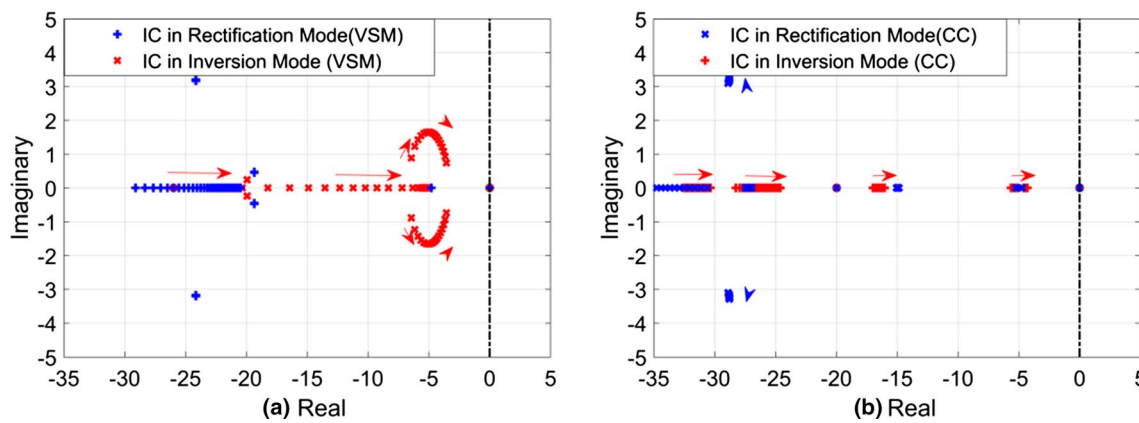 IC in Rectification Mode(VSM)
IC in Inversion Mode (VSM)
5
4
3
2
1
0
-1
-2
-3
-4
-5
Imaginary
-35 -30 -25 -20 -15 -10 -5 0 5
(a) Real
IC in Rectification Mode(CC)
IC in Inversion Mode (CC)
5
4
3
2
1
0
-1
-2
-3
-4
-5
Imaginary
-35 -30 -25 -20 -15 -10 -5 0 5
(b) Real